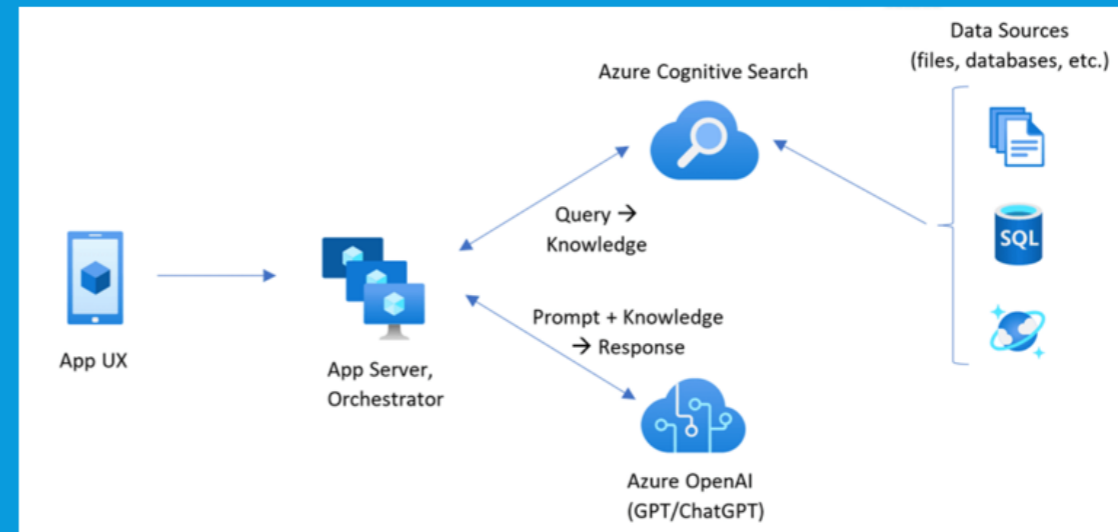 Data Sources
(files, databases, etc.)
Azure Cognitive Search
Query →
Knowledge
SQL
Prompt + Knowledge
→ Response
App UX
App Server,
Orchestrator
Azure OpenAI
(GPT/ChatGPT)